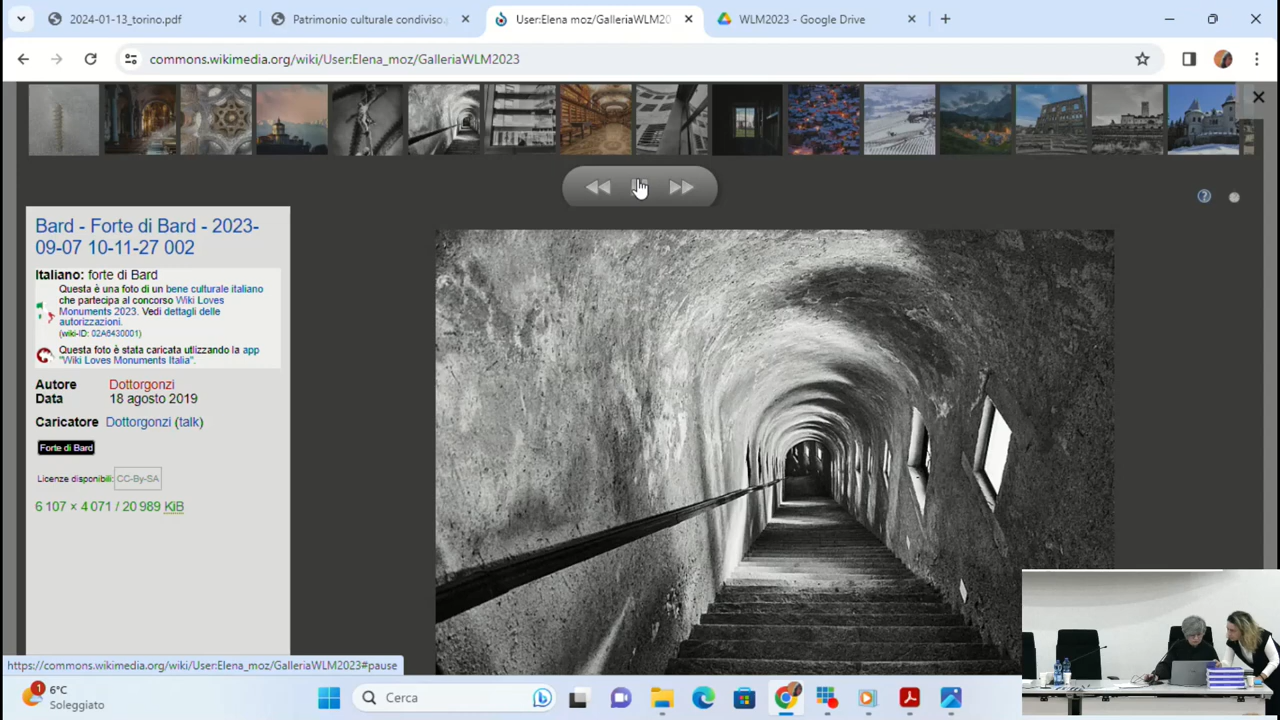 2024-01-13_torino.pdf
Patrimonio culturale condiviso.
User:Elena moz/GalleriaWLM20
WLM2023 - Google Drive
commons.wikimedia.org/wiki/User:Elena_moz/GalleriaWLM2023
Bard - Forte di Bard - 2023-
09-07 10-11-27 002
Italiano: forte di Bard
Questa è una foto di un bene culturale italiano
che partecipa al concorso Wiki Loves
Monuments 2023. Vedi dettagli delle
autorizzazioni.
(wiki-ID: 02A8430001)
Questa foto è stata caricata utlizzando la app
"Wiki Loves Monuments Italia".
Autore Dottorgonzi
Data 18 agosto 2019
Caricatore Dottorgonzi (talk)
Forte di Bard
Licenze disponibili: CC-By-SA
6 107 × 4 071 / 20 989 KiB
https://commons.wikimedia.org/wiki/User:Elena_moz/GalleriaWLM2023#pause
1
6°C
Soleggiato
Cerca